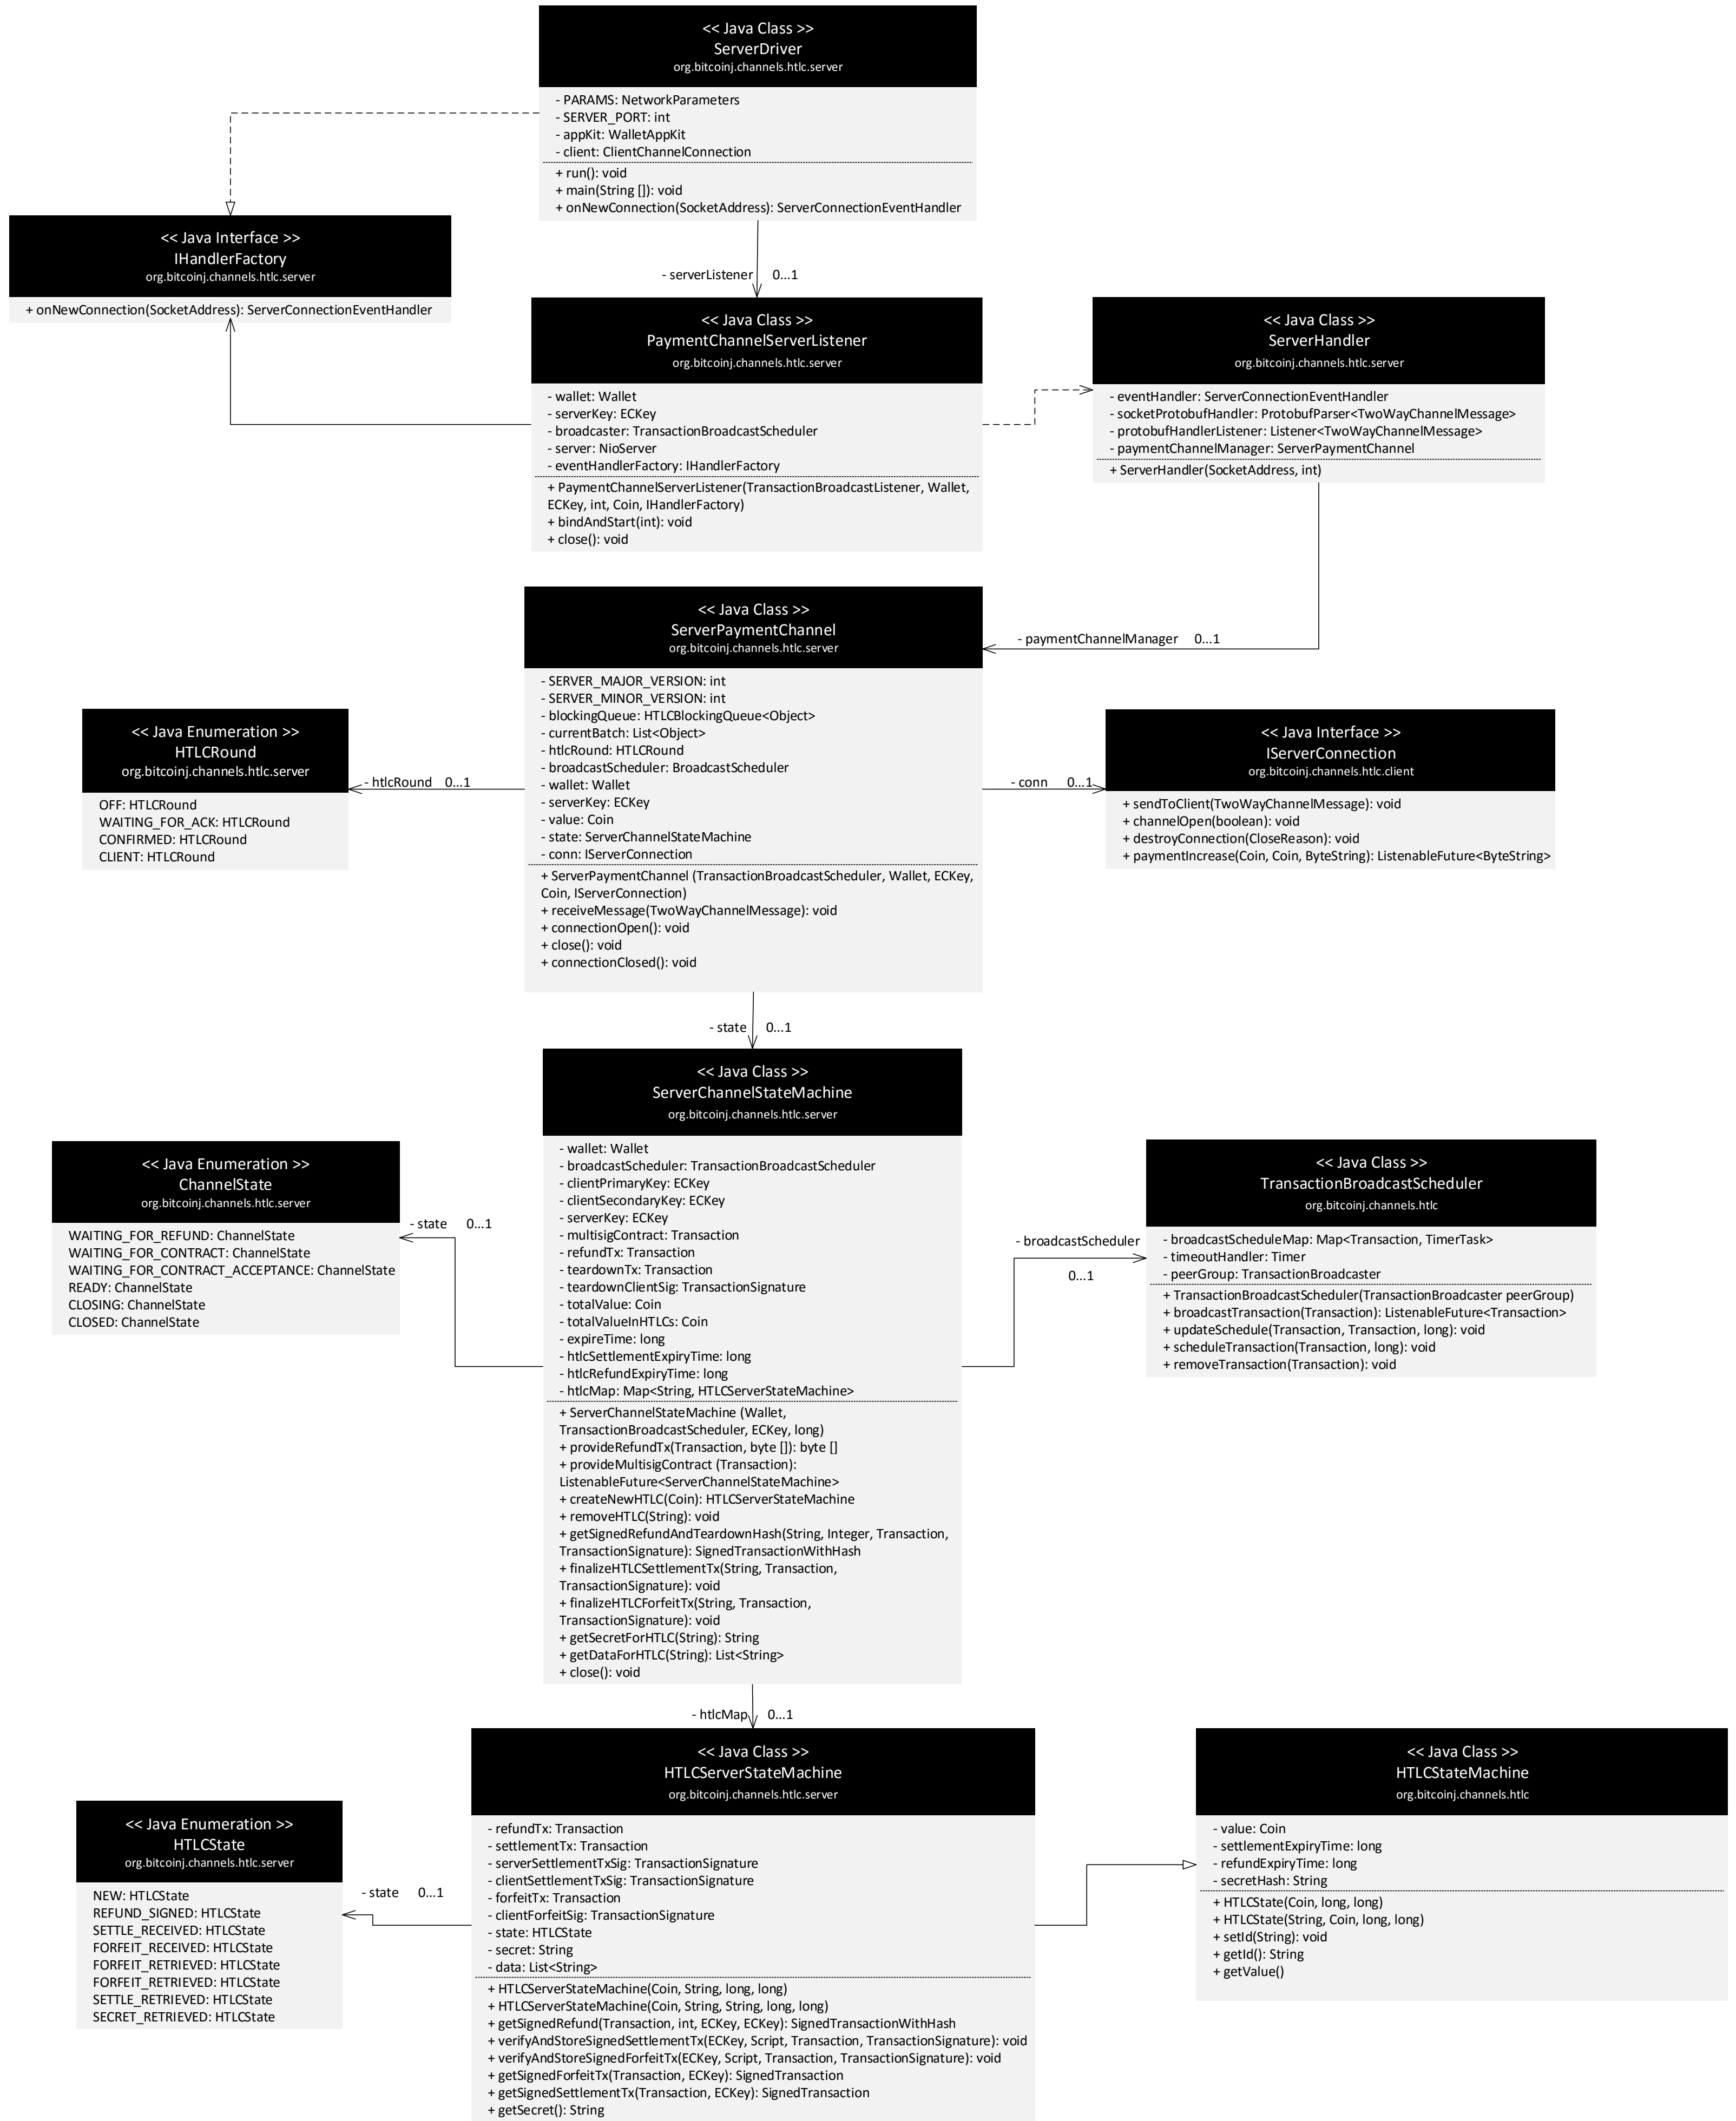 << Java Class >>
ServerDriver
org.bitcoinj.channels.htlc.server
- PARAMS: NetworkParameters
- SERVER_PORT: int
- appKit: WalletAppKit
- client: ClientChannelConnection
+ run(): void
+ main(String []): void
+ onNewConnection(SocketAddress): ServerConnectionEventHandler
<< Java Interface >>
IHandlerFactory
org.bitcoinj.channels.htlc.server
+ onNewConnection(SocketAddress): ServerConnectionEventHandler
- serverListener 0...1
<< Java Class >>
PaymentChannelServerListener
org.bitcoinj.channels.htlc.server
- wallet: Wallet
- serverKey: ECKey
- broadcaster: TransactionBroadcastScheduler
- server: NioServer
- eventHandlerFactory: IHandlerFactory
+ PaymentChannelServerListener(TransactionBroadcastListener, Wallet,
ECKey, int, Coin, IHandlerFactory)
+ bindAndStart(int): void
+ close(): void
<< Java Class >>
ServerHandler
org.bitcoinj.channels.htlc.server
- eventHandler: ServerConnectionEventHandler
- socketProtobufHandler: ProtobufParser<TwoWayChannelMessage>
- protobufHandlerListener: Listener<TwoWayChannelMessage>
- paymentChannelManager: ServerPaymentChannel
+ ServerHandler(SocketAddress, int)
- paymentChannelManager 0...1
<< Java Class >>
ServerPaymentChannel
org.bitcoinj.channels.htlc.server
- SERVER_MAJOR_VERSION: int
- SERVER_MINOR_VERSION: int
- blockingQueue: HTLCBlockingQueue<Object>
- currentBatch: List<Object>
- htlcRound: HTLCRound
- broadcastScheduler: BroadcastScheduler
- wallet: Wallet
- serverKey: ECKey
- value: Coin
- state: ServerChannelStateMachine
- conn: IServerConnection
+ ServerPaymentChannel (TransactionBroadcastScheduler, Wallet, ECKey,
Coin, IServerConnection)
+ receiveMessage(TwoWayChannelMessage): void
+ connectionOpen(): void
+ close(): void
+ connectionClosed(): void
<< Java Enumeration >>
HTLCRound
org.bitcoinj.channels.htlc.server
OFF: HTLCRound
WAITING_FOR_ACK: HTLCRound
CONFIRMED: HTLCRound
CLIENT: HTLCRound
- htlcRound 0...1
- conn 0...1
<< Java Interface >>
IServerConnection
org.bitcoinj.channels.htlc.client
+ sendToClient(TwoWayChannelMessage): void
+ channelOpen(boolean): void
+ destroyConnection(CloseReason): void
+ paymentIncrease(Coin, Coin, ByteString): ListenableFuture<ByteString>
- state 0...1
<< Java Class >>
ServerChannelStateMachine
org.bitcoinj.channels.htlc.server
- wallet: Wallet
- broadcastScheduler: TransactionBroadcastScheduler
- clientPrimaryKey: ECKey
- clientSecondaryKey: ECKey
- serverKey: ECKey
- multisigContract: Transaction
- refundTx: Transaction
- teardownTx: Transaction
- teardownClientSig: TransactionSignature
- totalValue: Coin
- totalValueInHTLCs: Coin
- expireTime: long
- htlcSettlementExpiryTime: long
- htlcRefundExpiryTime: long
- htlcMap: Map<String, HTLCServerStateMachine>
+ ServerChannelStateMachine (Wallet,
TransactionBroadcastScheduler, ECKey, long)
+ provideRefundTx(Transaction, byte []): byte []
+ provideMultisigContract (Transaction):
ListenableFuture<ServerChannelStateMachine>
+ createNewHTLC(Coin): HTLCServerStateMachine
+ removeHTLC(String): void
+ getSignedRefundAndTeardownHash(String, Integer, Transaction,
TransactionSignature): SignedTransactionWithHash
+ finalizeHTLCSettlementTx(String, Transaction,
TransactionSignature): void
+ finalizeHTLCForfeitTx(String, Transaction,
TransactionSignature): void
+ getSecretForHTLC(String): String
+ getDataForHTLC(String): List<String>
+ close(): void
<< Java Enumeration >>
ChannelState
org.bitcoinj.channels.htlc.server
WAITING_FOR_REFUND: ChannelState
WAITING_FOR_CONTRACT: ChannelState
WAITING_FOR_CONTRACT_ACCEPTANCE: ChannelState
READY: ChannelState
CLOSING: ChannelState
CLOSED: ChannelState
- state 0...1
- broadcastScheduler
0...1
<< Java Class >>
TransactionBroadcastScheduler
org.bitcoinj.channels.htlc
- broadcastScheduleMap: Map<Transaction, TimerTask>
- timeoutHandler: Timer
- peerGroup: TransactionBroadcaster
+ TransactionBroadcastScheduler(TransactionBroadcaster peerGroup)
+ broadcastTransaction(Transaction): ListenableFuture<Transaction>
+ updateSchedule(Transaction, Transaction, long): void
+ scheduleTransaction(Transaction, long): void
+ removeTransaction(Transaction): void
- htlcMap 0...1
<< Java Class >>
HTLCServerStateMachine
org.bitcoinj.channels.htlc.server
- refundTx: Transaction
- settlementTx: Transaction
- serverSettlementTxSig: TransactionSignature
- clientSettlementTxSig: TransactionSignature
- forfeitTx: Transaction
- clientForfeitSig: TransactionSignature
- state: HTLCState
- secret: String
- data: List<String>
+ HTLCServerStateMachine(Coin, String, long, long)
+ HTLCServerStateMachine(Coin, String, String, long, long)
+ getSignedRefund(Transaction, int, ECKey, ECKey): SignedTransactionWithHash
+ verifyAndStoreSignedSettlementTx(ECKey, Script, Transaction, TransactionSignature): void
+ verifyAndStoreSignedForfeitTx(ECKey, Script, Transaction, TransactionSignature): void
+ getSignedForfeitTx(Transaction, ECKey): SignedTransaction
+ getSignedSettlementTx(Transaction, ECKey): SignedTransaction
+ getSecret(): String
<< Java Enumeration >>
HTLCState
org.bitcoinj.channels.htlc.server
NEW: HTLCState
REFUND_SIGNED: HTLCState
SETTLE_RECEIVED: HTLCState
FORFEIT_RECEIVED: HTLCState
FORFEIT_RETRIEVED: HTLCState
FORFEIT_RETRIEVED: HTLCState
SETTLE_RETRIEVED: HTLCState
SECRET_RETRIEVED: HTLCState
- state 0...1
<< Java Class >>
HTLCStateMachine
org.bitcoinj.channels.htlc
- value: Coin
- settlementExpiryTime: long
- refundExpiryTime: long
- secretHash: String
+ HTLCState(Coin, long, long)
+ HTLCState(String, Coin, long, long)
+ setId(String): void
+ getId(): String
+ getValue()